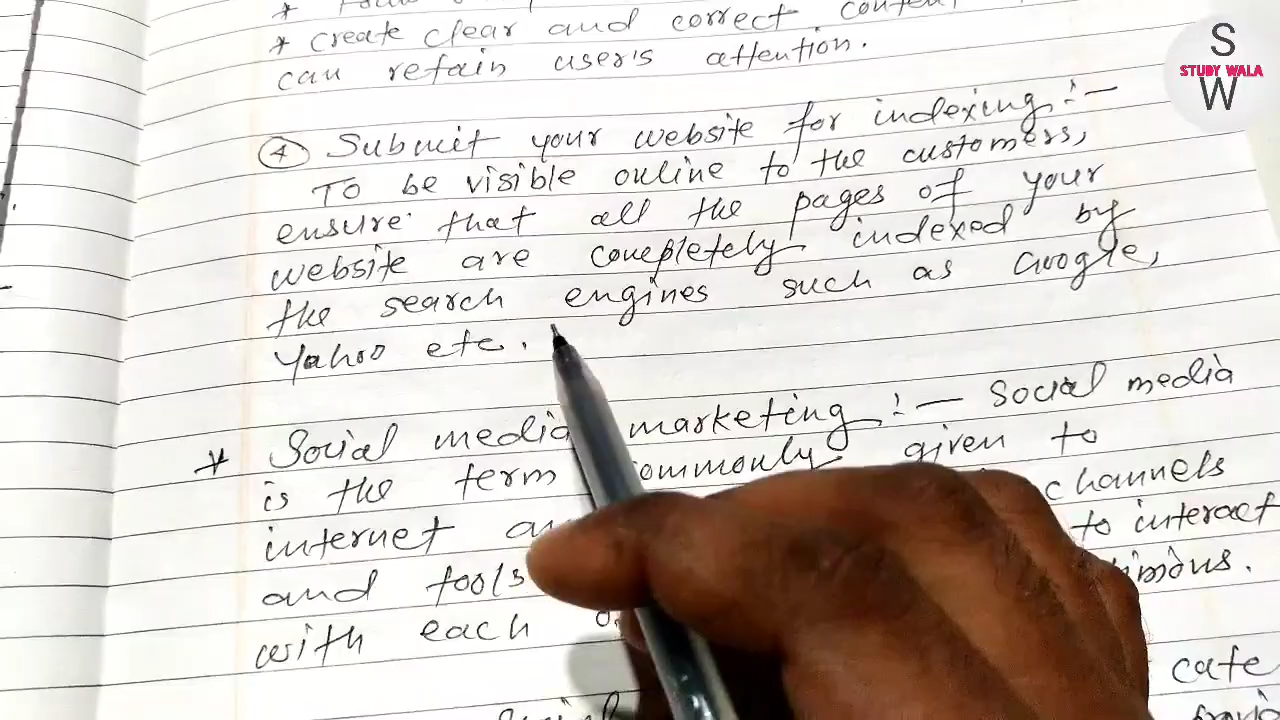 * create clear and correct content
can retain user's attention.
④ Submit your website for indexing :-
To be visible online to the customers,
ensure that all the pages of your
website are completely indexed by
the search engines such as Google,
Yahoo etc.
* Social media marketing :- Social media
is the term commonly given to
internet channels
and tools to interact
with each
cafe
S
STUDY WALA
W